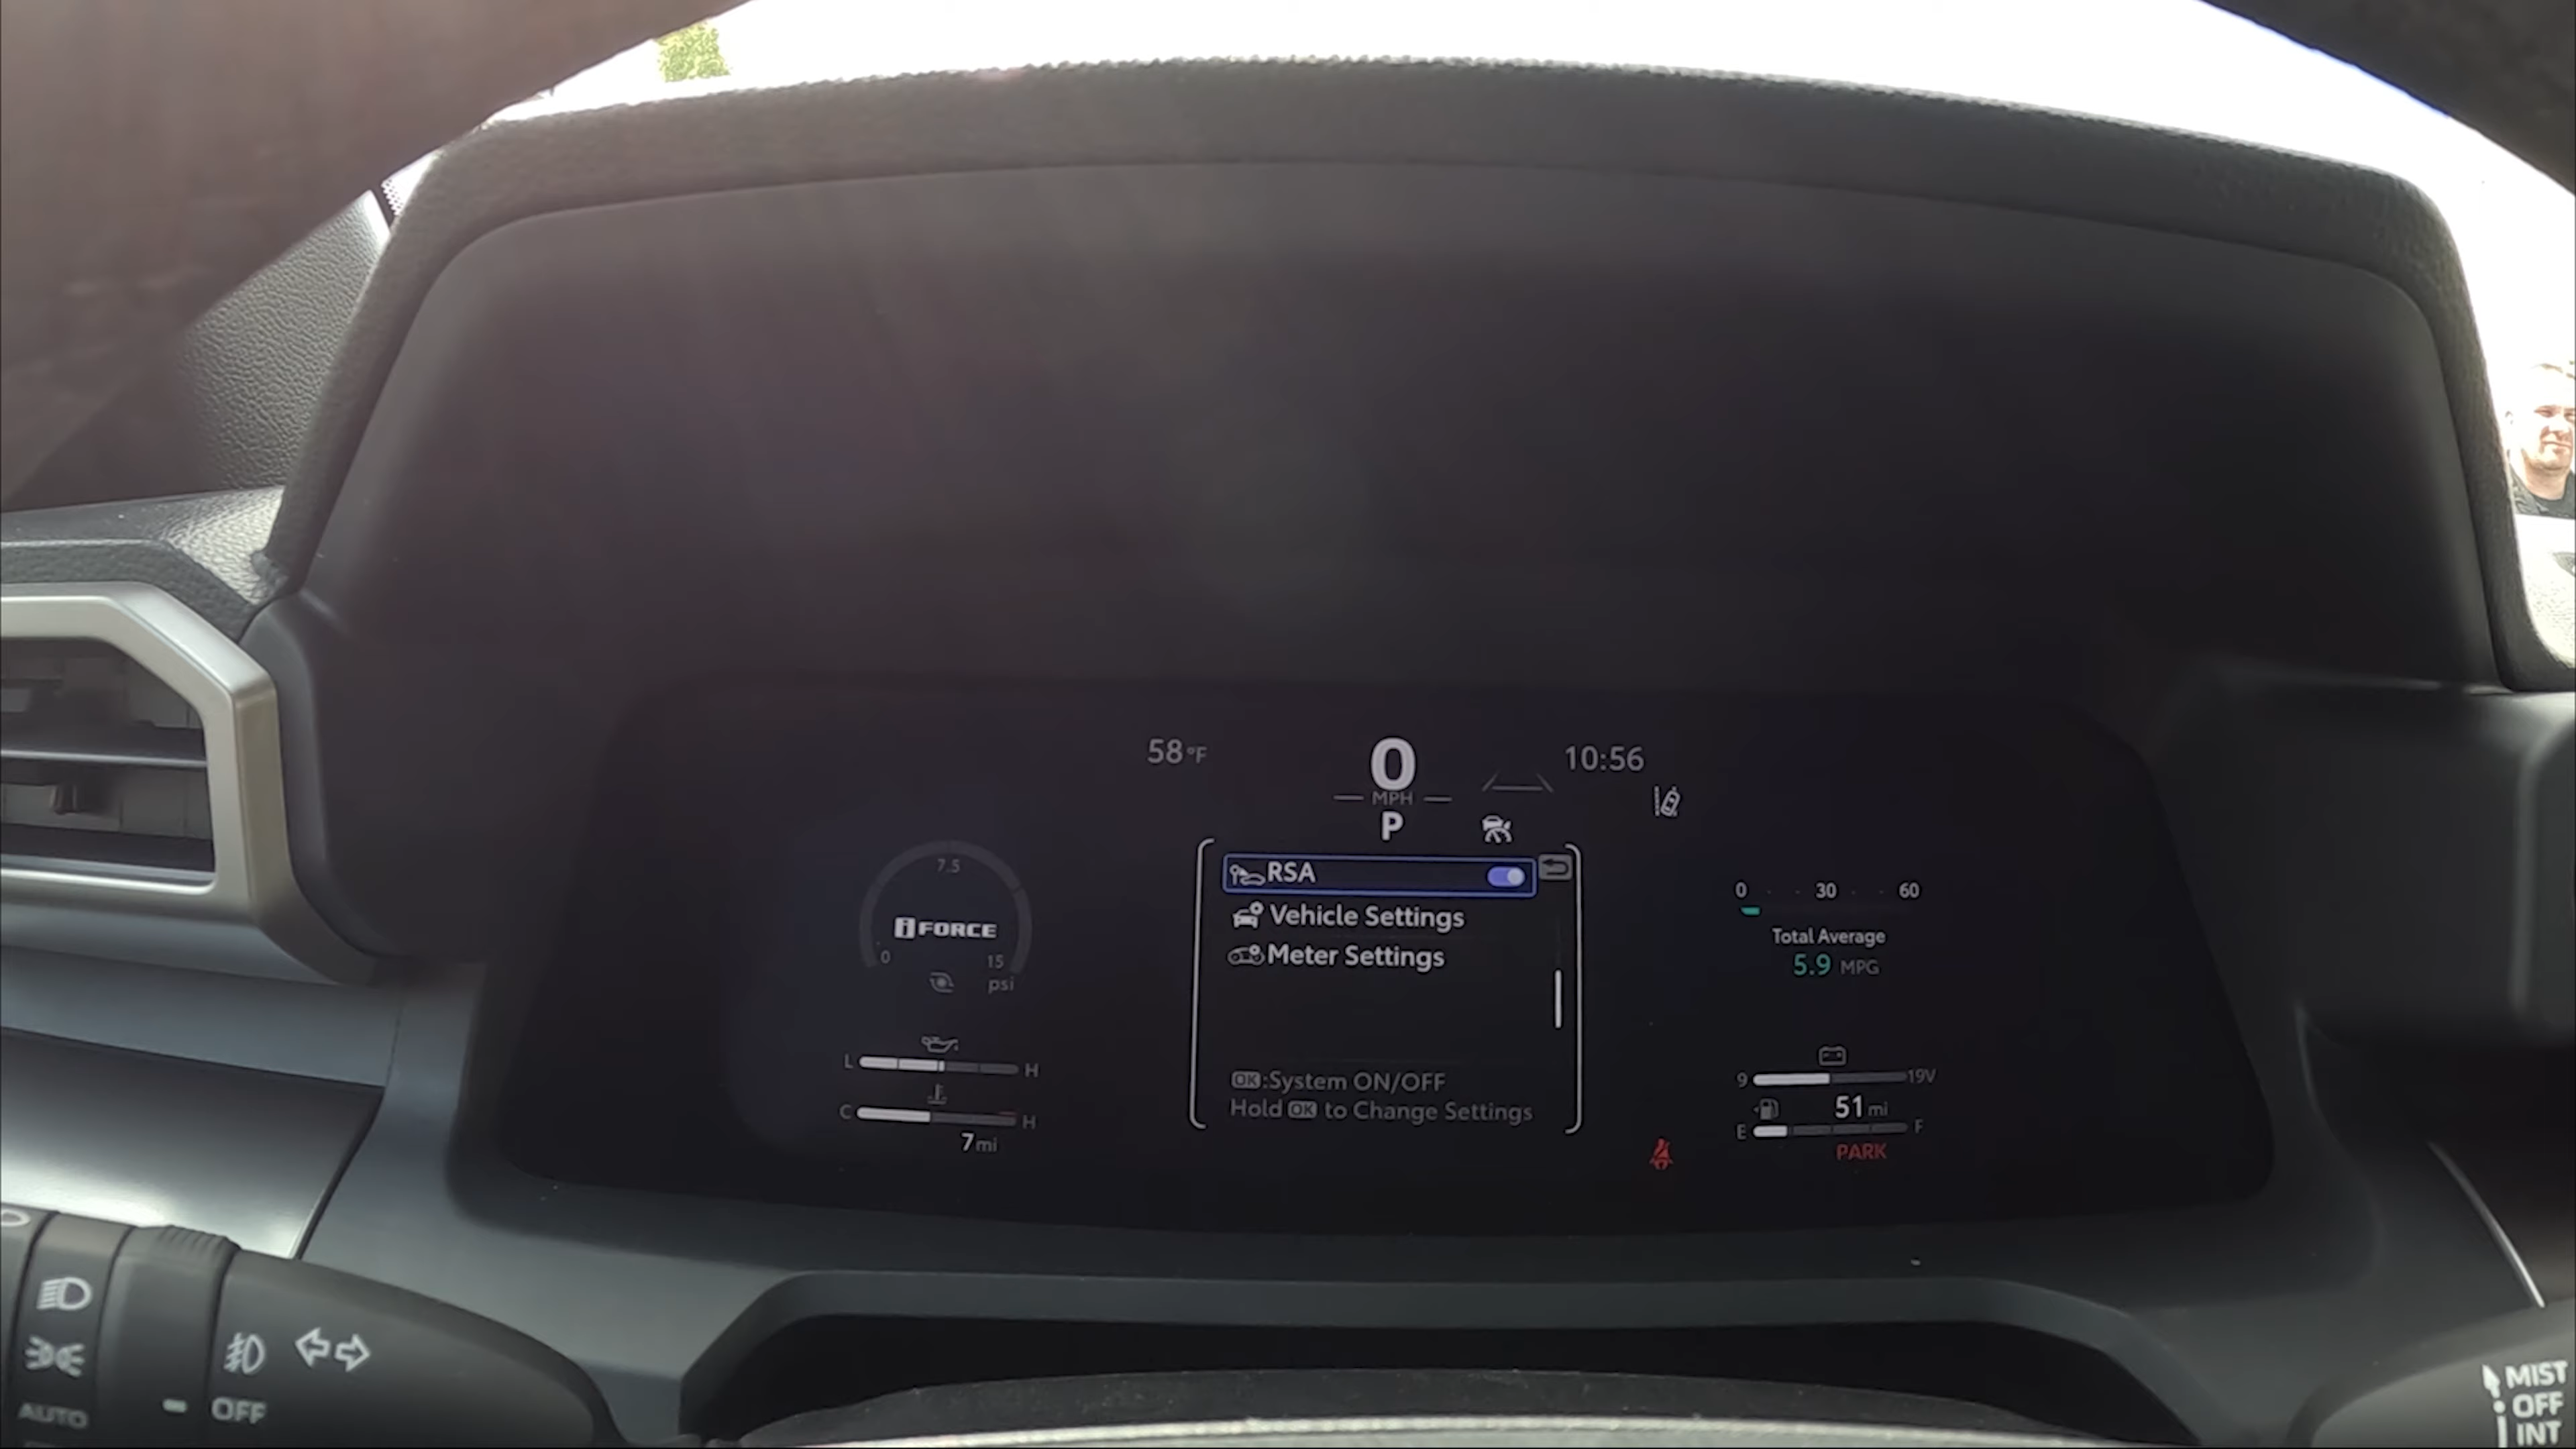 58°F
0
MPH
10:56
P
7.5
iFORCE
0
15
psi
L
H
C
H
7 mi
RSA
Vehicle Settings
Meter Settings
OK:System ON/OFF
Hold OK to Change Settings
0
30
60
Total Average
5.9 MPG
9
19V
51 mi
E
F
PARK
OFF
AUTO
MIST
OFF
INT